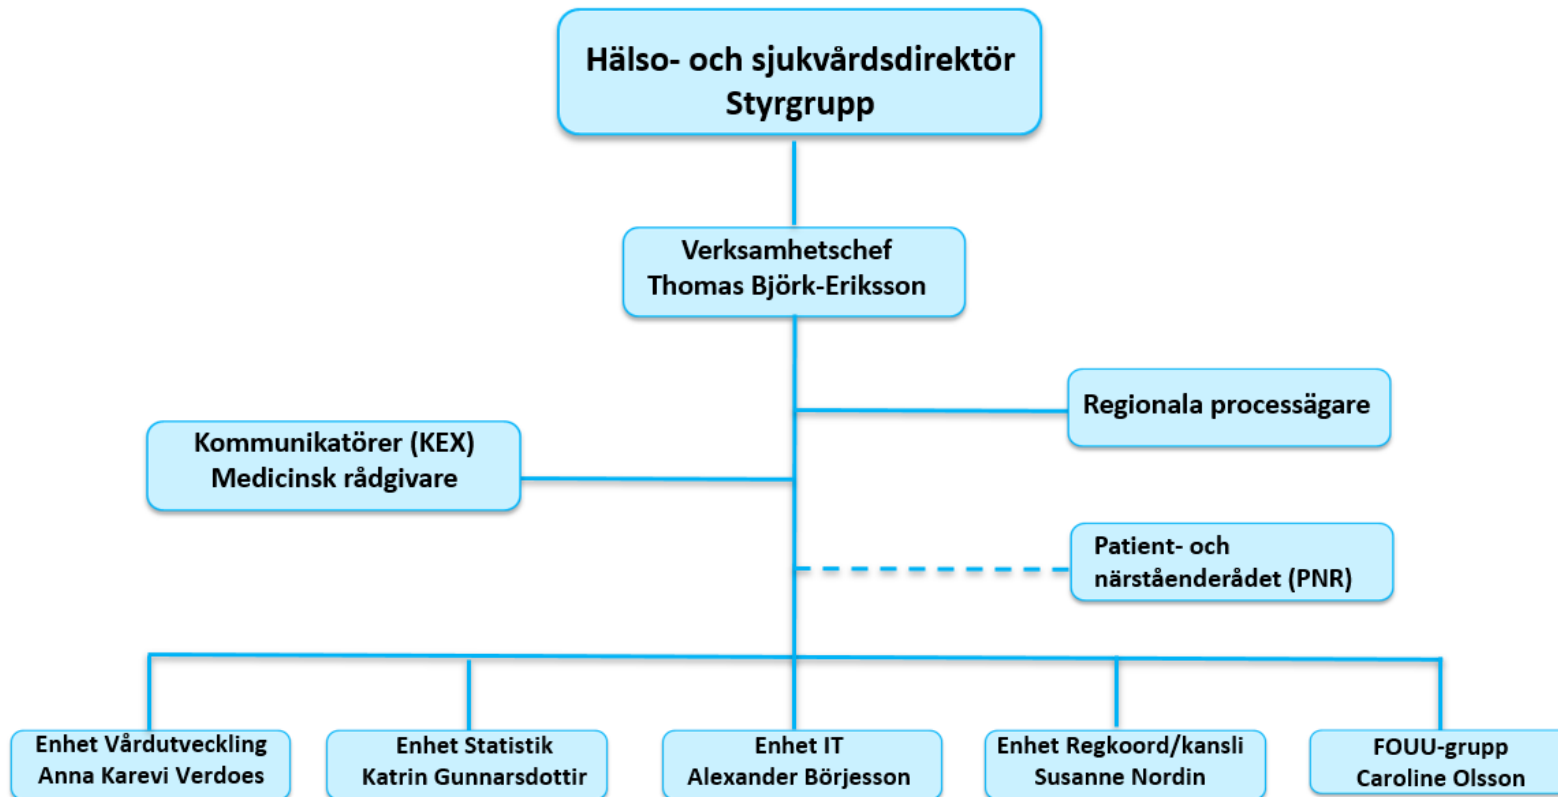 Hälso- och sjukvårdsdirektör
Styrgrupp
Verksamhetschef
Thomas Björk-Eriksson
Regionala processägare
Kommunikatörer (KEX)
Medicinsk rådgivare
Patient- och
närståenderådet (PNR)
Enhet Vårdutveckling
Anna Karevi Verdoes
Enhet Statistik
Katrin Gunnarsdottir
Enhet IT
Alexander Börjesson
Enhet Regkoord/kansli
Susanne Nordin
FOUU-grupp
Caroline Olsson